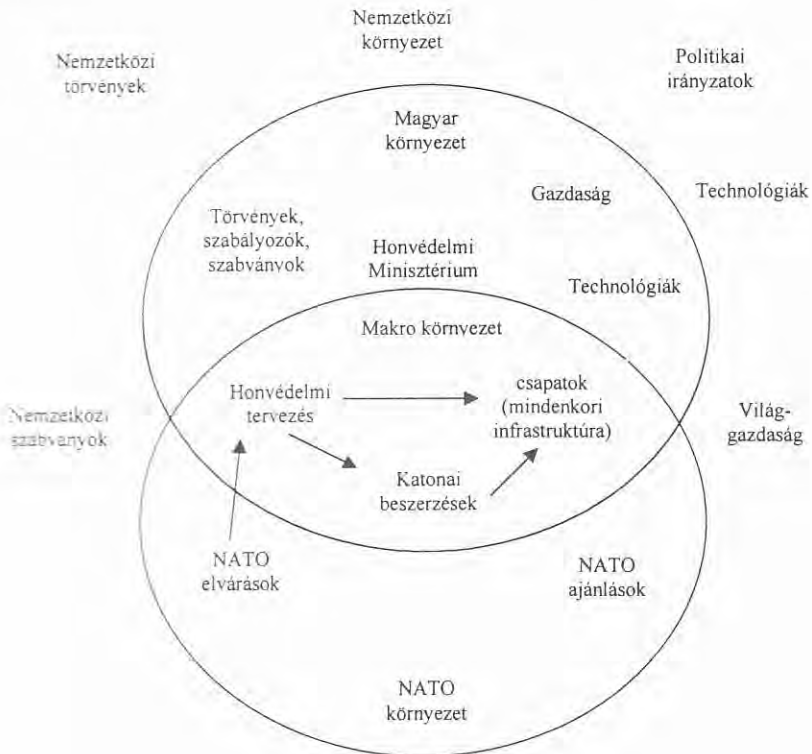 Nemzetközi
környezet
Nemzetközi
törvények
Politikai
irányzatok
Magyar
környezet
Gazdaság
Technológiák
Törvények,
szabályozók,
szabványok
Honvédelmi
Minisztérium
Technológiák
Makro környezet
Honvédelmi
tervezés
csapatok
(mindenkori
infrastruktúra)
Nemzetközi
szabványok
Világ-
gazdaság
Katonai
beszerzések
NATO
elvárások
NATO
ajánlások
NATO
környezet